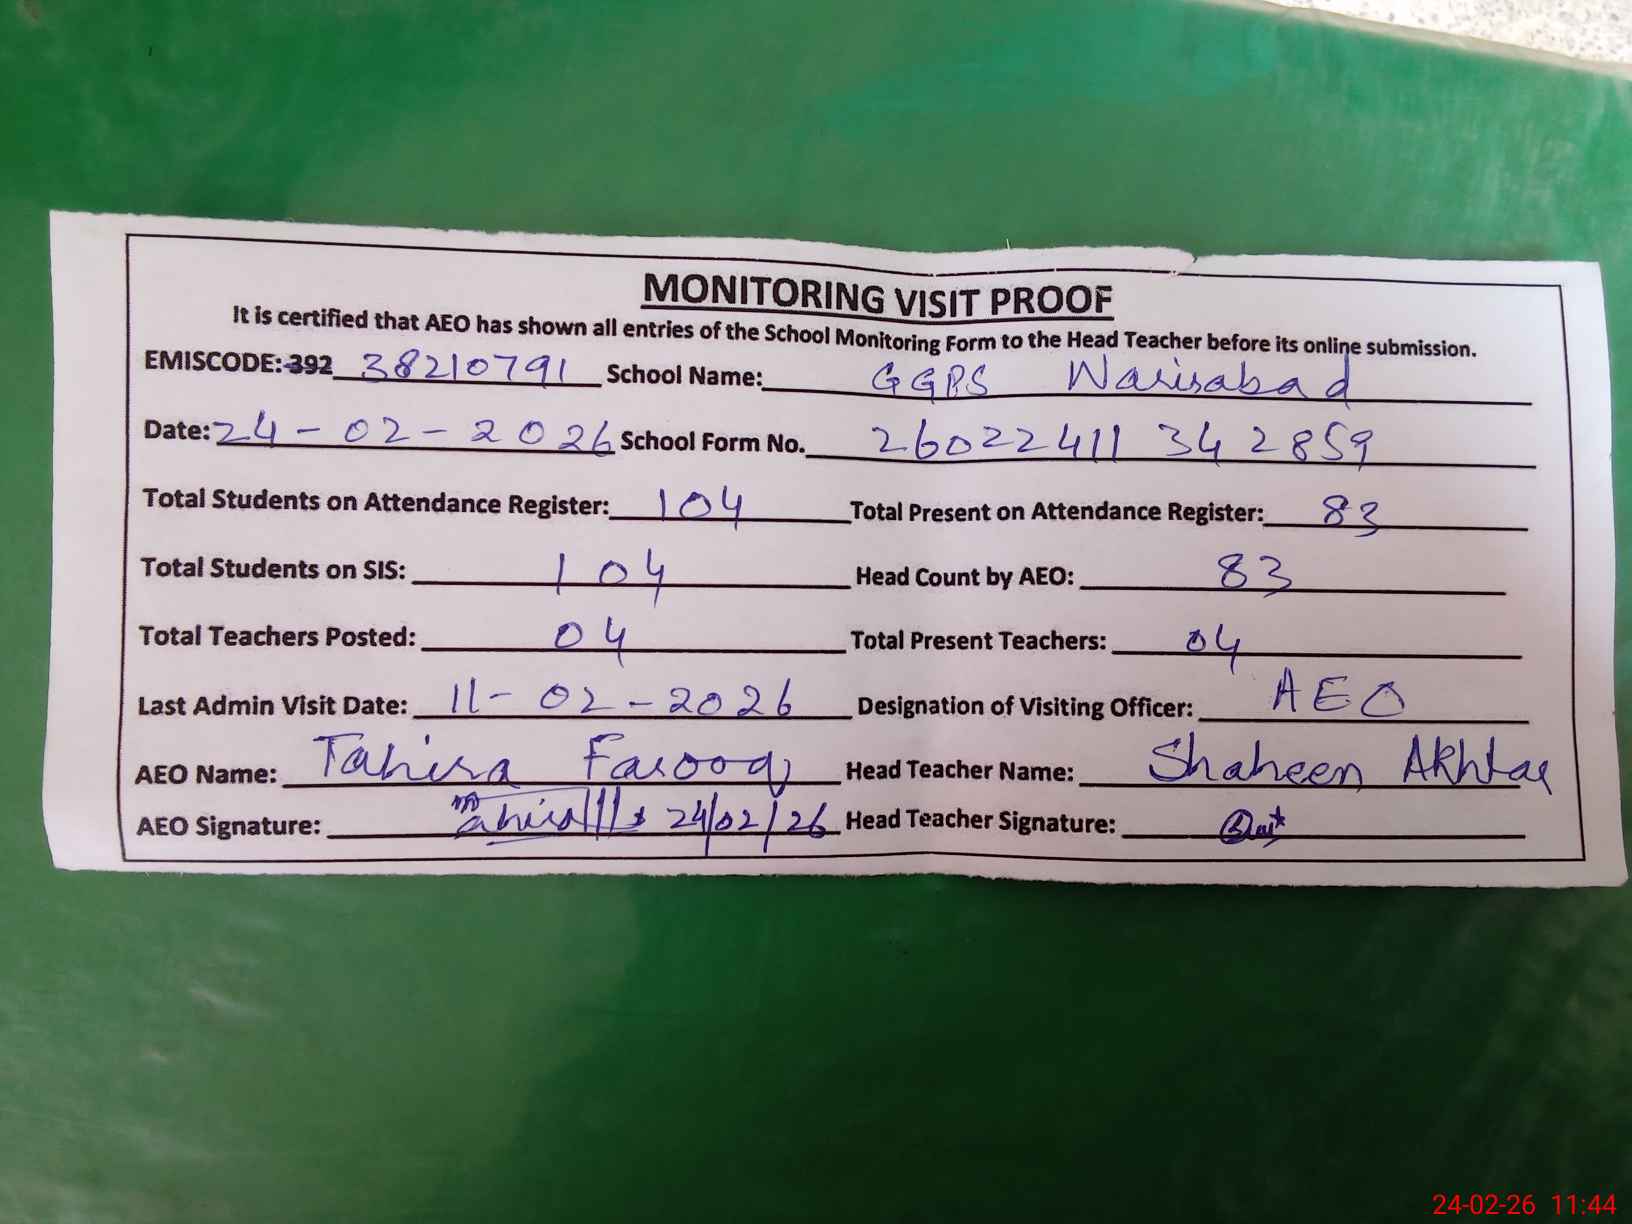 MONITORING VISIT PROOF
It is certified that AEO has shown all entries of the School Monitoring Form to the Head Teacher before its online submission.
EMISCODE: 392 38210791 School Name: GGPS Warisabad
Date: 24-02-2026 School Form No. 26022411342859
Total Students on Attendance Register: 104 Total Present on Attendance Register: 83
Total Students on SIS: 104 Head Count by AEO: 83
Total Teachers Posted: 04 Total Present Teachers: 04
Last Admin Visit Date: 11-02-2026 Designation of Visiting Officer: AEO
AEO Name: Tahira Farooq Head Teacher Name: Shaheen Akhtar
AEO Signature: 24/02/26 Head Teacher Signature:
24-02-26 11:44